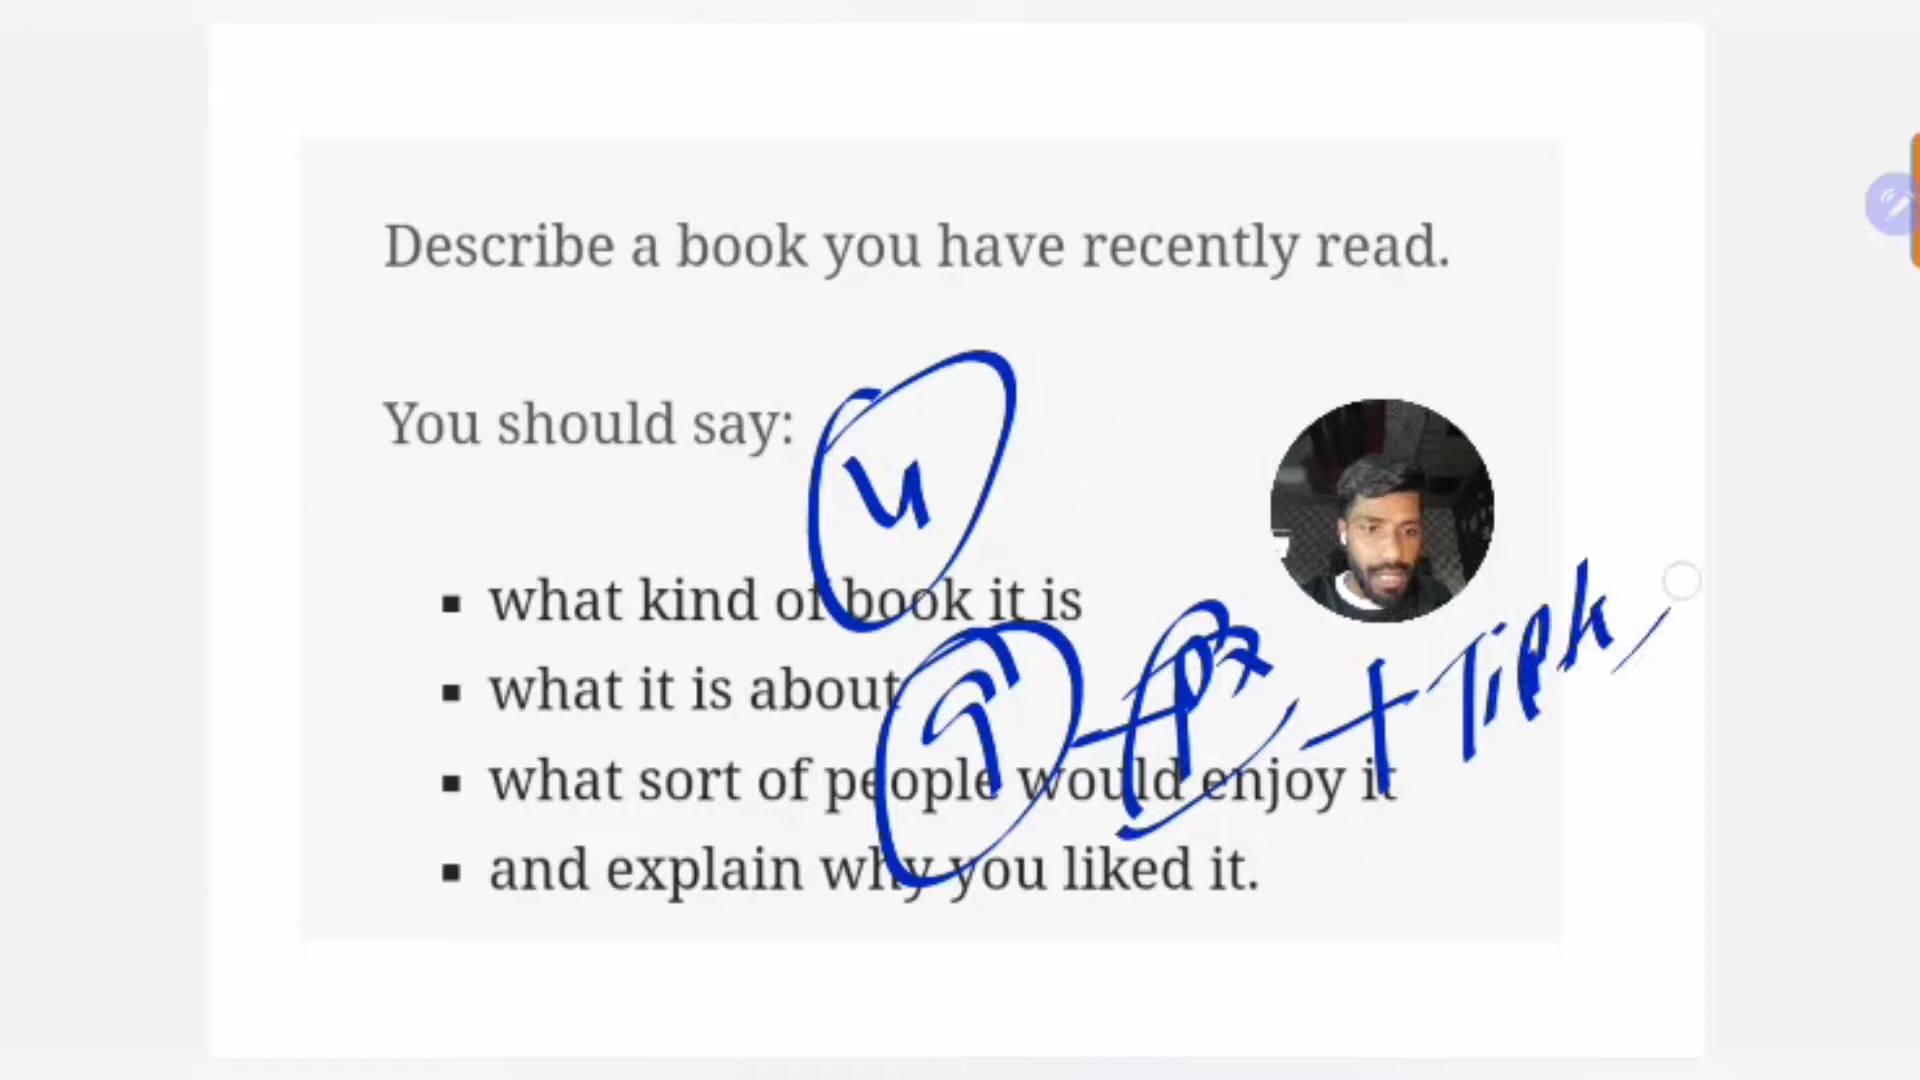 Describe a book you have recently read.
You should say:
▪ what kind of book it is
▪ what it is about
▪ what sort of people would enjoy it
▪ and explain why you liked it.